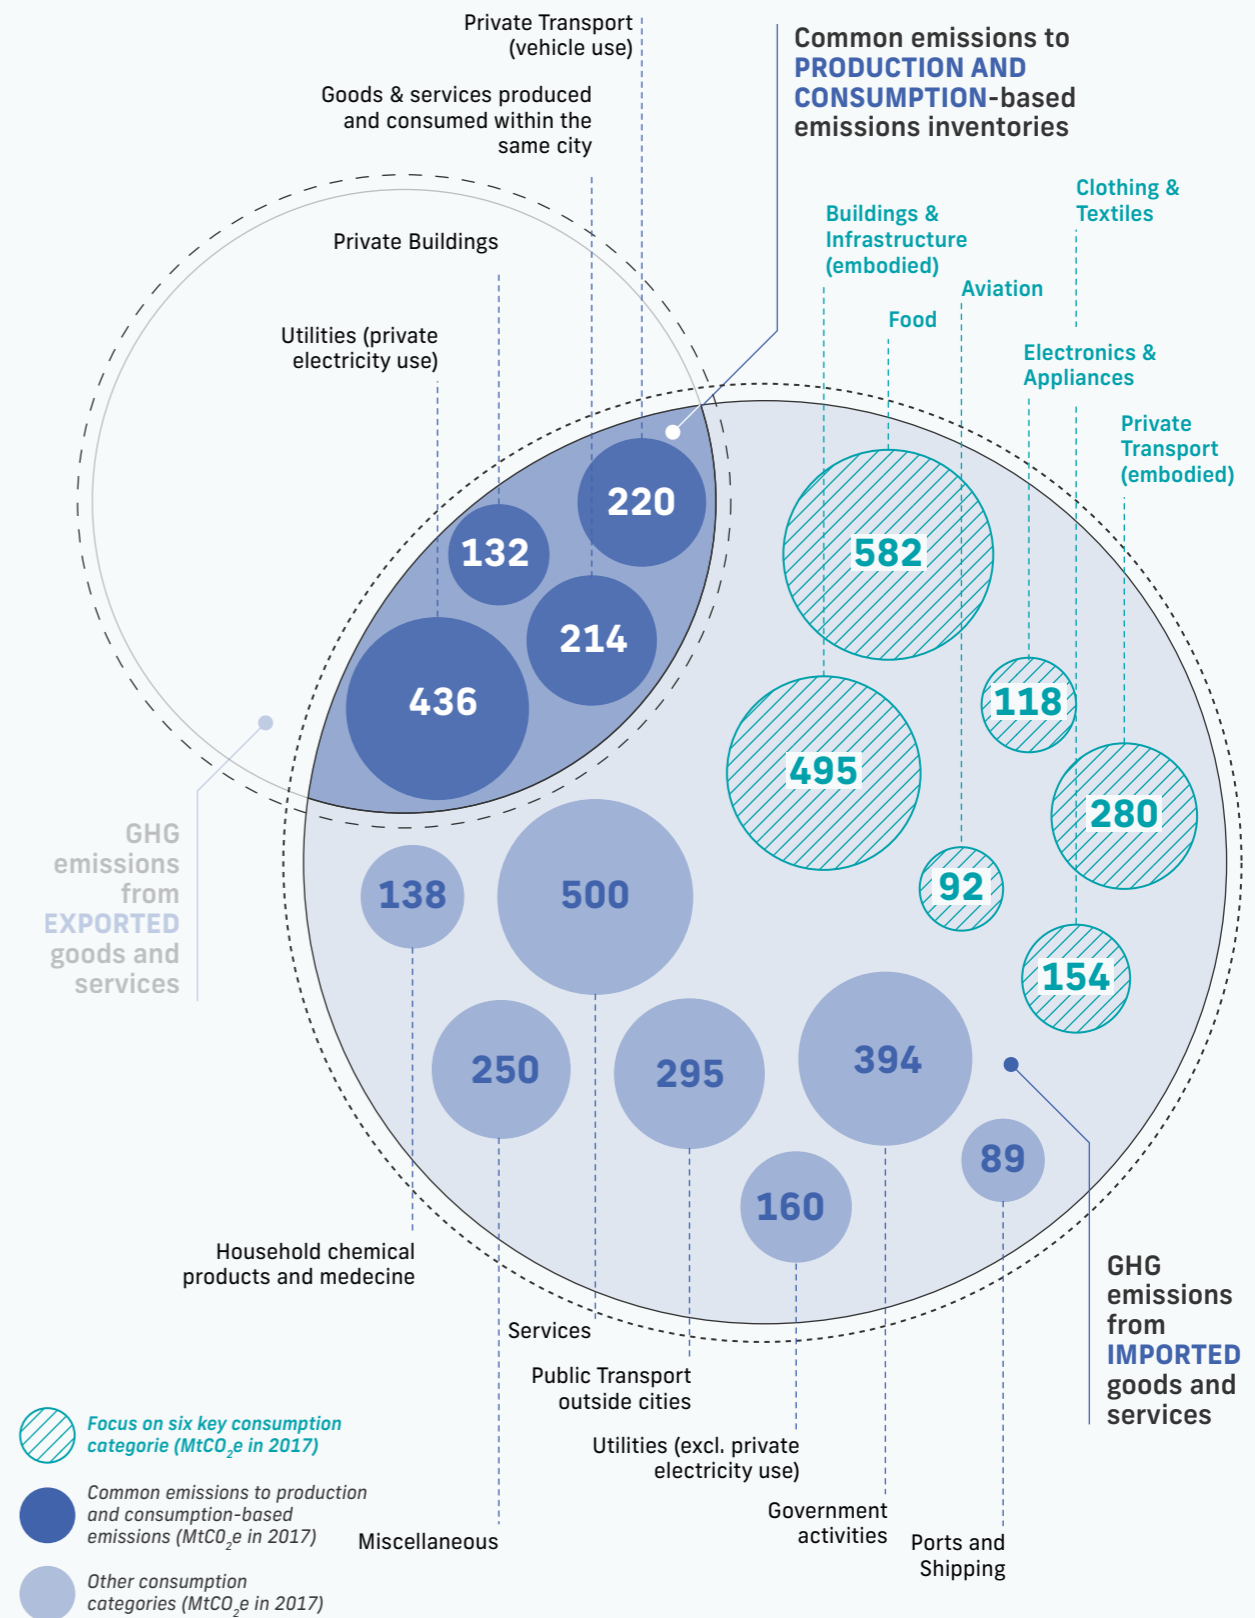 Private Transport
(vehicle use)
Goods & services produced
and consumed within the
same city
Private Buildings
Utilities (private
electricity use)
Common emissions to
PRODUCTION AND
CONSUMPTION-based
emissions inventories
Clothing &
Textiles
Buildings &
Infrastructure
(embodied)
Aviation
Food
Electronics &
Appliances
Private
Transport
(embodied)
220
132
214
436
582
118
495
280
92
154
GHG
emissions
from
EXPORTED
goods and
services
138
500
250
295
394
160
89
Household chemical
products and medecine
Services
Public Transport
outside cities
Utilities (excl. private
electricity use)
Government
activities
Miscellaneous
Ports and
Shipping
GHG
emissions
from
IMPORTED
goods and
services
Focus on six key consumption
categorie (MtCO₂e in 2017)
Common emissions to production
and consumption-based
emissions (MtCO₂e in 2017)
Other consumption
categories (MtCO₂e in 2017)